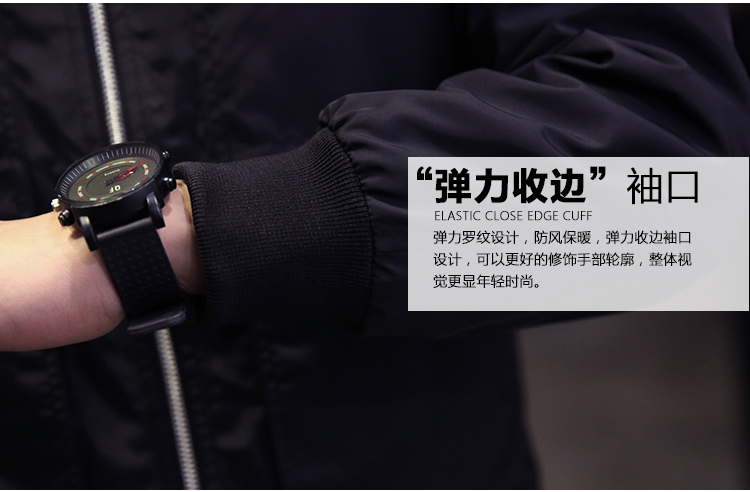 “弹力收边” 袖口
ELASTIC CLOSE EDGE CUFF
弹力罗纹设计，防风保暖，弹力收边袖口
设计，可以更好的修饰手部轮廓，整体视
觉更显年轻时尚。